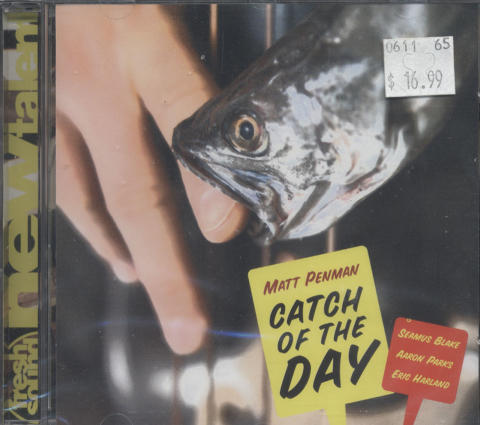 0611 65
$ 16.99
MATT PENMAN
CATCH
OF THE
DAY
SEAMUS BLAKE
AARON PARKS
ERIC HARLAND
fresh sound
new talent